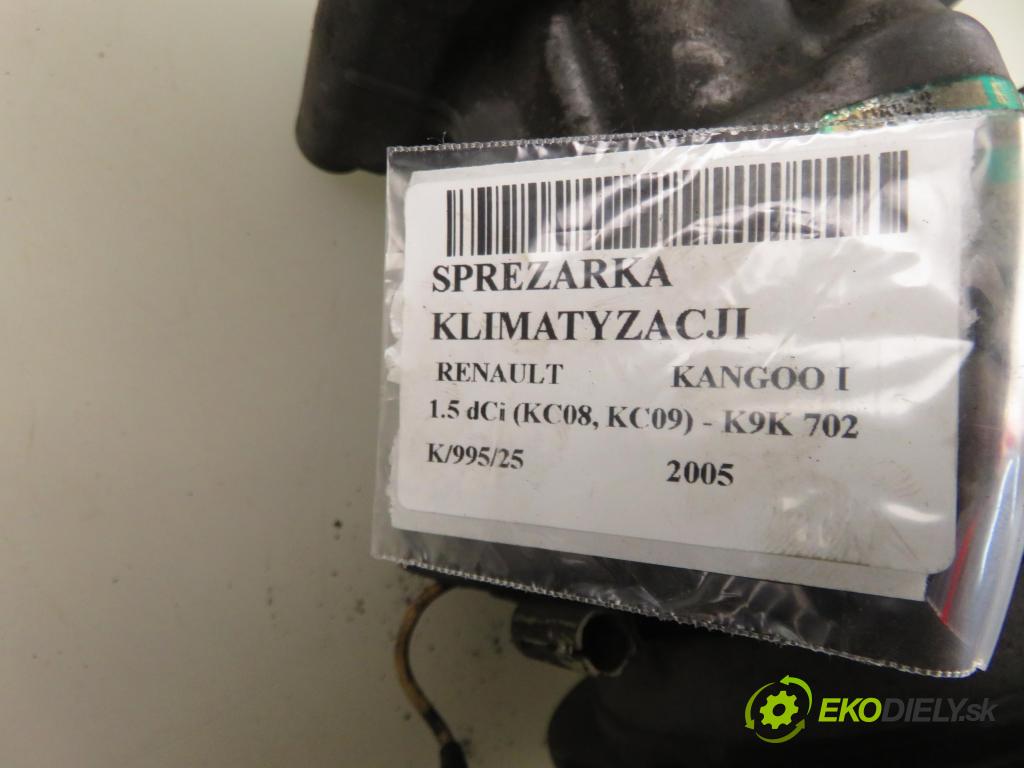 SPREZARKA
KLIMATYZACJI
RENAULT KANGOO I
1.5 dCi (KC08, KC09) - K9K 702
K/995/25 2005
EKODIELY.sk